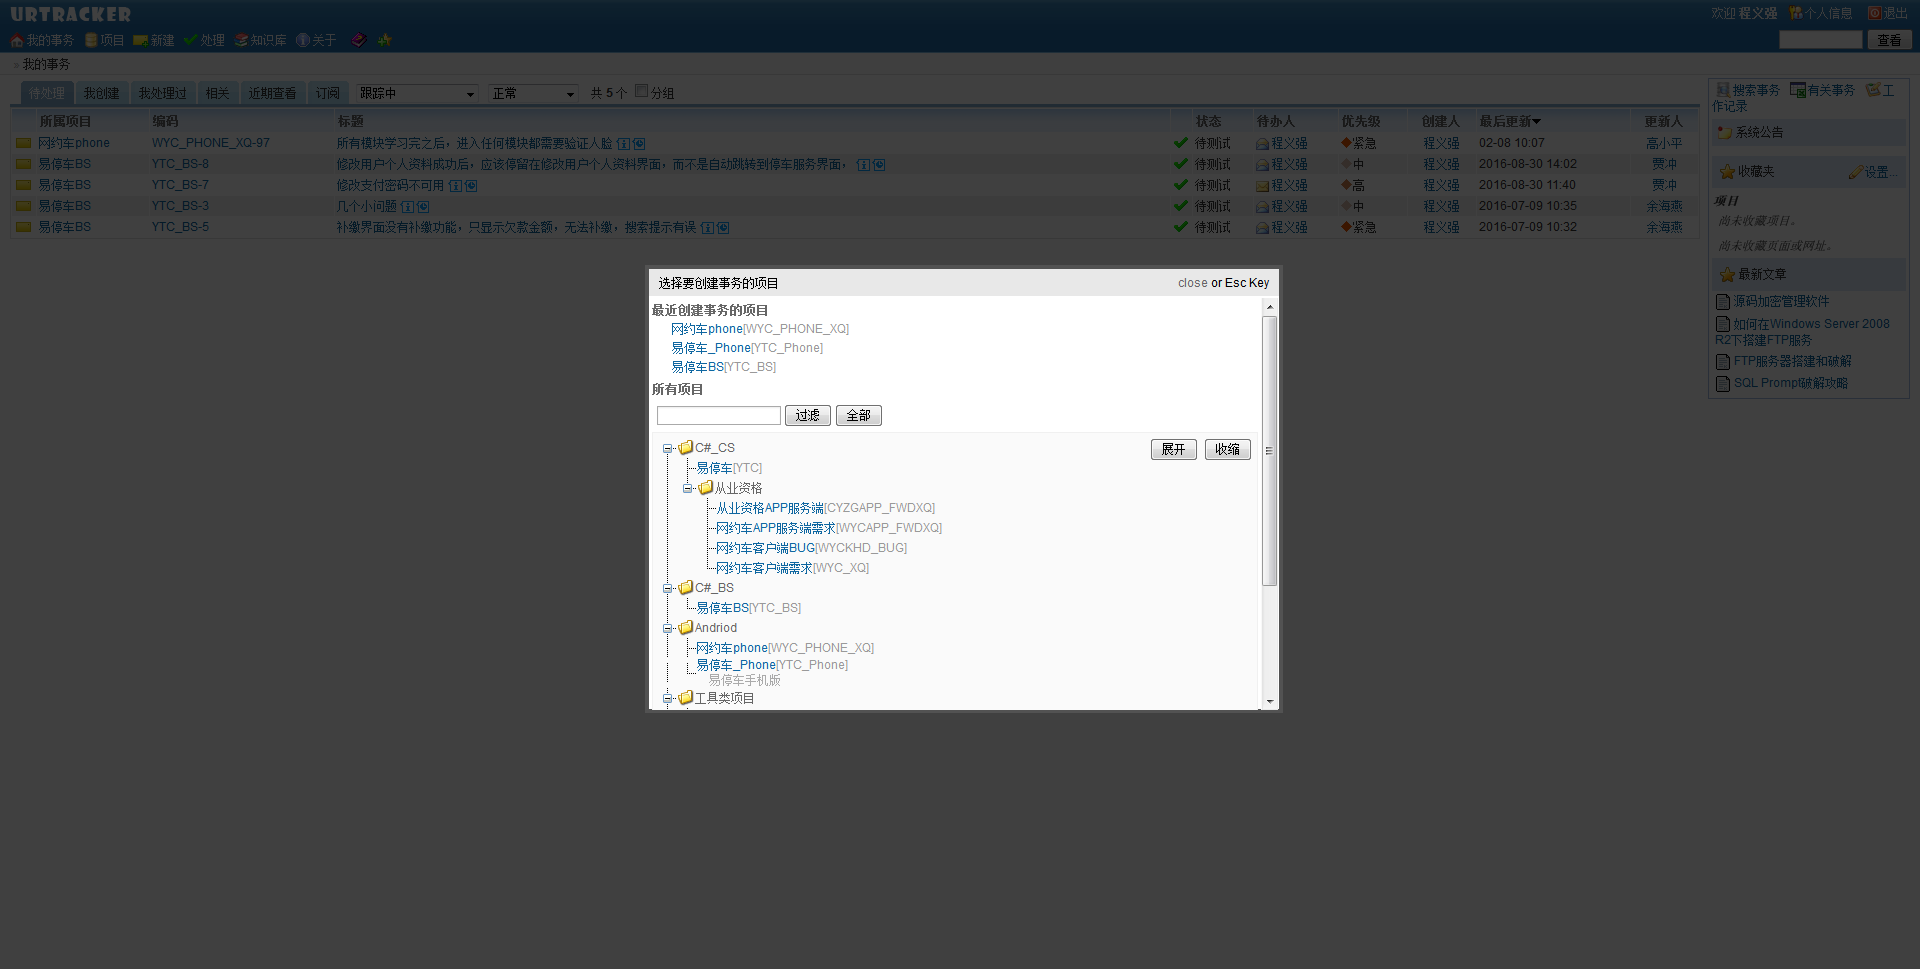 URTRACKER
欢迎 程义强 个人信息 退出
我的事务 项目 新建 处理 知识库 关于 查看
» 我的事务
待处理 我创建 我处理过 相关 近期查看 订阅 跟踪中 正常 共 5 个 分组
所属项目 编码 标题 状态 待办人 优先级 创建人 最后更新 更新人
网约车phone WYC_PHONE_XQ-97 所有模块学习完之后，进入任何模块都需要验证人脸 待测试 程义强 紧急 程义强 02-08 10:07 高小平
易停车BS YTC_BS-8 修改用户个人资料成功后，应该停留在修改用户个人资料界面，而不是自动跳转到停车服务界面， 待测试 程义强 中 程义强 2016-08-30 14:02 贾冲
易停车BS YTC_BS-7 修改支付密码不可用 待测试 程义强 高 程义强 2016-08-30 11:40 贾冲
易停车BS YTC_BS-3 几个小问题 待测试 程义强 中 程义强 2016-07-09 10:35 余海燕
易停车BS YTC_BS-5 补缴界面没有补缴功能，只显示欠款金额，无法补缴，搜索提示有误 待测试 程义强 紧急 程义强 2016-07-09 10:32 余海燕
搜索事务 有关事务 工
作记录
系统公告
收藏夹 设置...
项目
尚未收藏项目。
尚未收藏页面或网址。
最新文章
源码加密管理软件
如何在Windows Server 2008
R2下搭建FTP服务
FTP服务器搭建和破解
SQL Prompt破解攻略
选择要创建事务的项目 close or Esc Key
最近创建事务的项目
网约车phone[WYC_PHONE_XQ]
易停车_Phone[YTC_Phone]
易停车BS[YTC_BS]
所有项目
过滤 全部
C#_CS 展开 收缩
易停车[YTC]
从业资格
从业资格APP服务端[CYZGAPP_FWDXQ]
网约车APP服务端需求[WYCAPP_FWDXQ]
网约车客户端BUG[WYCKHD_BUG]
网约车客户端需求[WYC_XQ]
C#_BS
易停车BS[YTC_BS]
Andriod
网约车phone[WYC_PHONE_XQ]
易停车_Phone[YTC_Phone]
易停车手机版
工具类项目